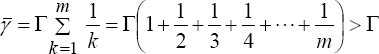 γ̅ = Γ ∑_{k=1}^{m} 1/k = Γ(1 + 1/2 + 1/3 + 1/4 + ⋯ + 1/m) > Γ